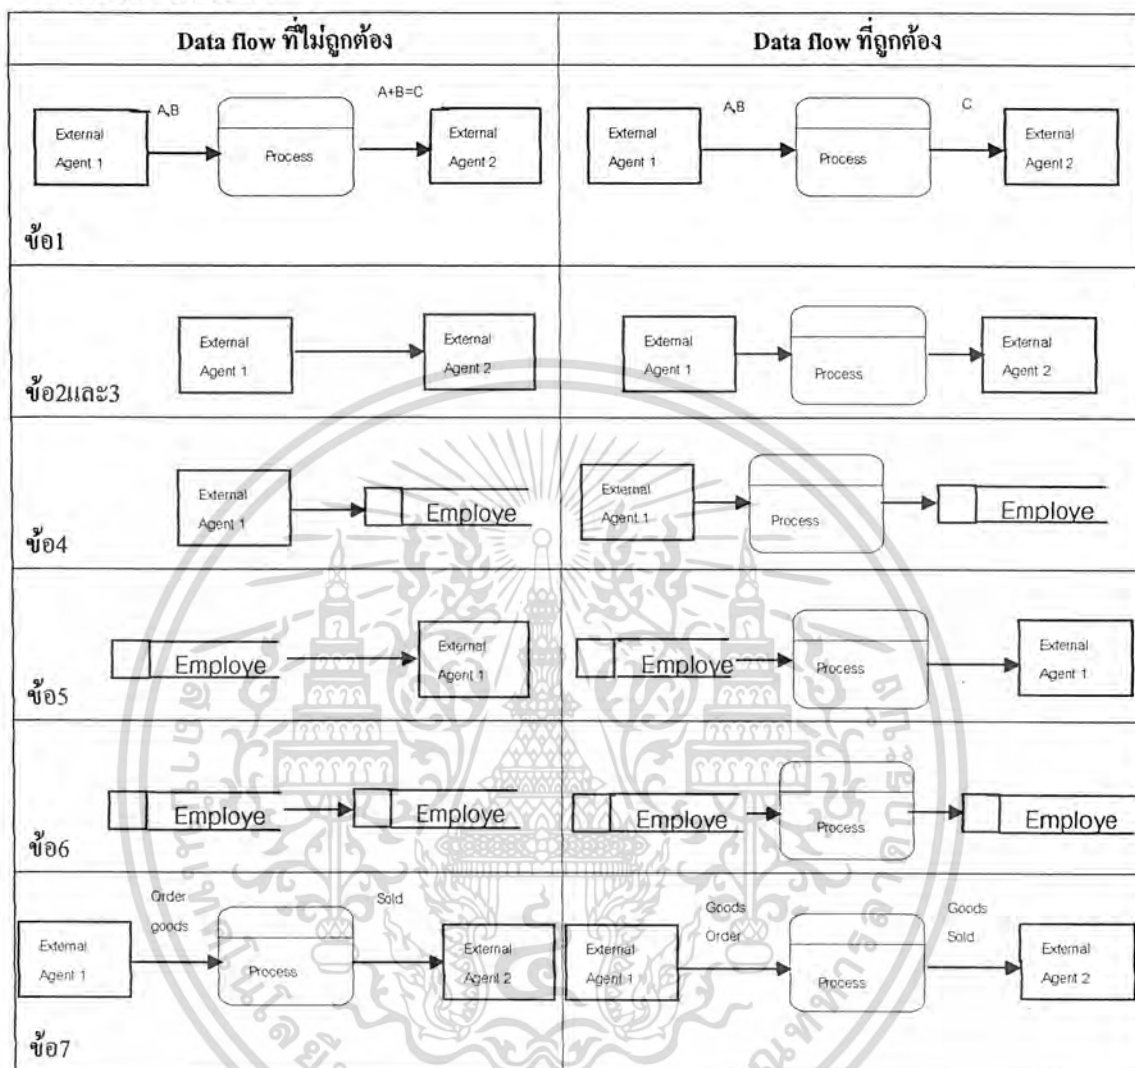 Data flow ที่ไม่ถูกต้อง
Data flow ที่ถูกต้อง
A,B
A+B=C
External
Agent 1
Process
External
Agent 2
ข้อ1
A,B
C
External
Agent 1
Process
External
Agent 2
External
Agent 1
External
Agent 2
ข้อ2และ3
External
Agent 1
Process
External
Agent 2
External
Agent 1
Employe
ข้อ4
External
Agent 1
Process
Employe
Employe
External
Agent 1
ข้อ5
Employe
Process
External
Agent 1
Employe
Employe
ข้อ6
Employe
Process
Employe
Order
goods
Sold
External
Agent 1
Process
External
Agent 2
ข้อ7
Goods
Order
Goods
Sold
External
Agent 1
Process
External
Agent 2